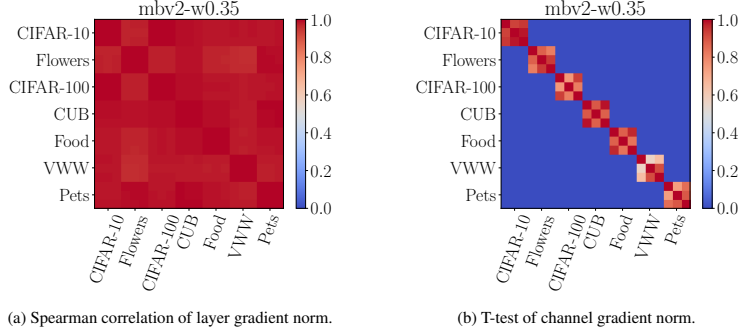 mbv2-w0.35
CIFAR-10
Flowers
CIFAR-100
CUB
Food
VWW
Pets
CIFAR-10
Flowers
CIFAR-100
CUB
Food
VWW
Pets
1.0
0.8
0.6
0.4
0.2
0.0
(a) Spearman correlation of layer gradient norm.
mbv2-w0.35
CIFAR-10
Flowers
CIFAR-100
CUB
Food
VWW
Pets
CIFAR-10
Flowers
CIFAR-100
CUB
Food
VWW
Pets
1.0
0.8
0.6
0.4
0.2
0.0
(b) T-test of channel gradient norm.